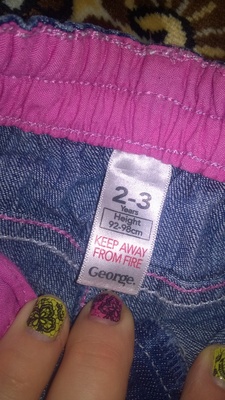 2-3
Years
Height
92-98cm
KEEP AWAY
FROM FIRE
George.